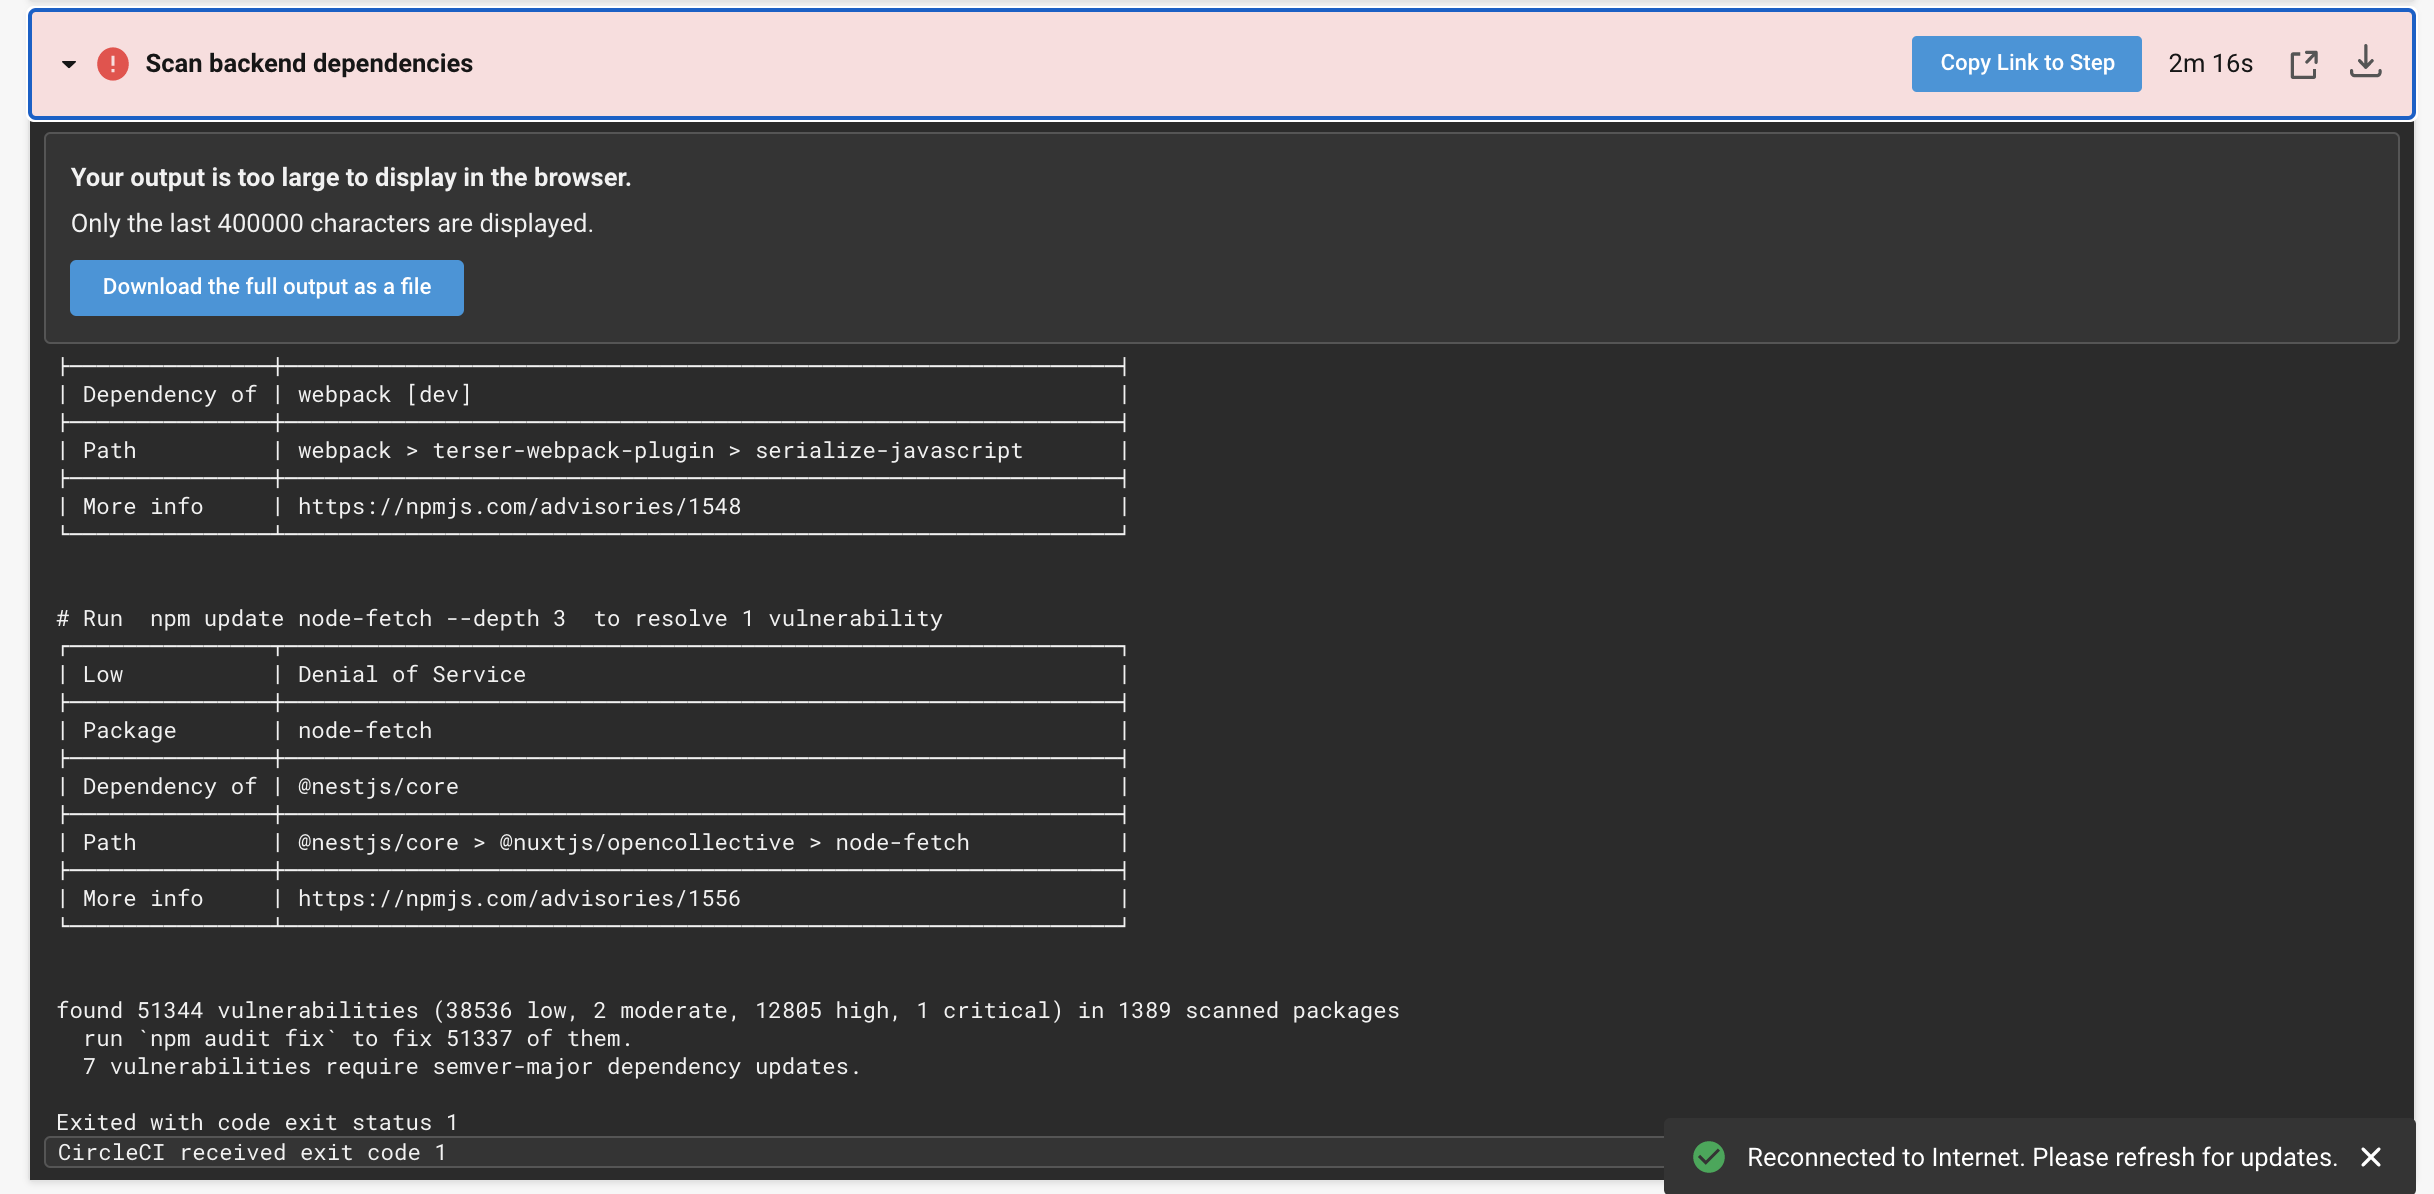 Scan backend dependencies
Copy Link to Step
2m 16s
Your output is too large to display in the browser.
Only the last 400000 characters are displayed.
Download the full output as a file
Dependency of | webpack [dev]
Path | webpack > terser-webpack-plugin > serialize-javascript
More info | https://npmjs.com/advisories/1548
# Run  npm update node-fetch --depth 3  to resolve 1 vulnerability
Low | Denial of Service
Package | node-fetch
Dependency of | @nestjs/core
Path | @nestjs/core > @nuxtjs/opencollective > node-fetch
More info | https://npmjs.com/advisories/1556
found 51344 vulnerabilities (38536 low, 2 moderate, 12805 high, 1 critical) in 1389 scanned packages
run `npm audit fix` to fix 51337 of them.
7 vulnerabilities require semver-major dependency updates.
Exited with code exit status 1
CircleCI received exit code 1
Reconnected to Internet. Please refresh for updates.